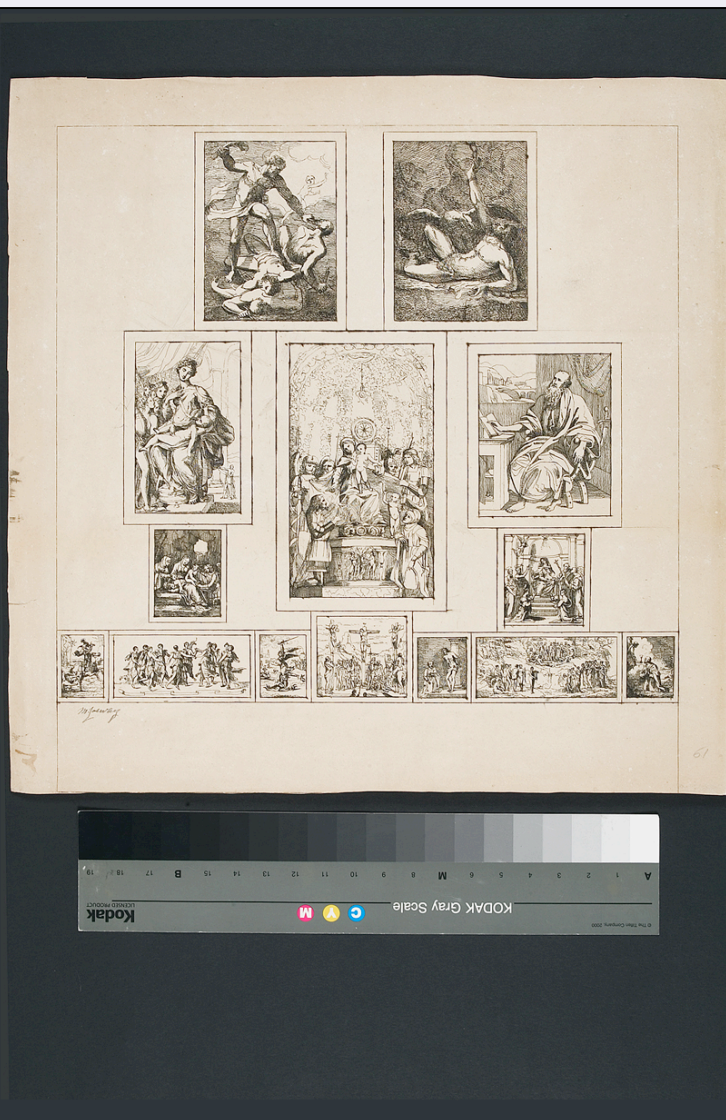 61
19 18 17 B 15 14 13 12 11 10 9 8 M 6 5 4 3 2 1 A
Kodak
LICENSED PRODUCT
M Y C
KODAK Gray Scale
© The Tiffen Company, 2000